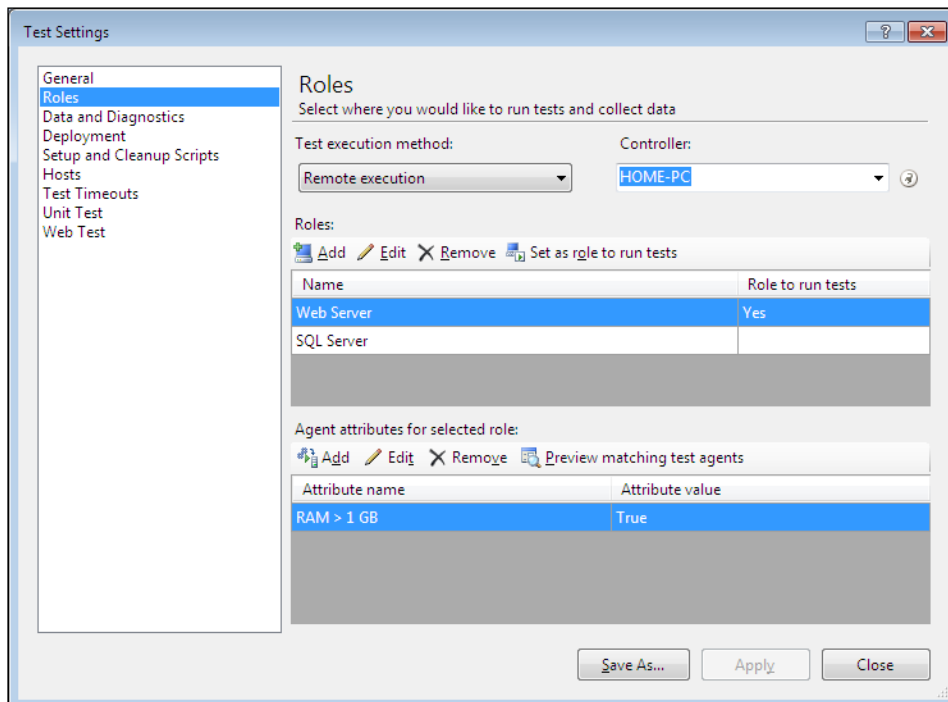 Test Settings
General
Roles
Data and Diagnostics
Deployment
Setup and Cleanup Scripts
Hosts
Test Timeouts
Unit Test
Web Test
Roles
Select where you would like to run tests and collect data
Test execution method: Controller:
Remote execution HOME-PC
Roles:
Add Edit Remove Set as role to run tests
Name Role to run tests
Web Server Yes
SQL Server
Agent attributes for selected role:
Add Edit Remove Preview matching test agents
Attribute name Attribute value
RAM > 1 GB True
Save As... Apply Close